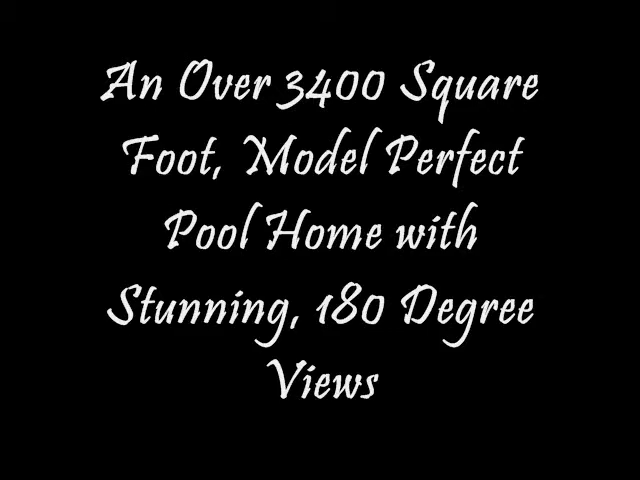 An Over 3400 Square
Foot, Model Perfect
Pool Home with
Stunning, 180 Degree
Views